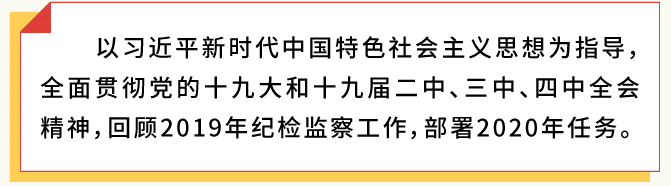 以习近平新时代中国特色社会主义思想为指导，
全面贯彻党的十九大和十九届二中、三中、四中全会
精神，回顾2019年纪检监察工作，部署2020年任务。